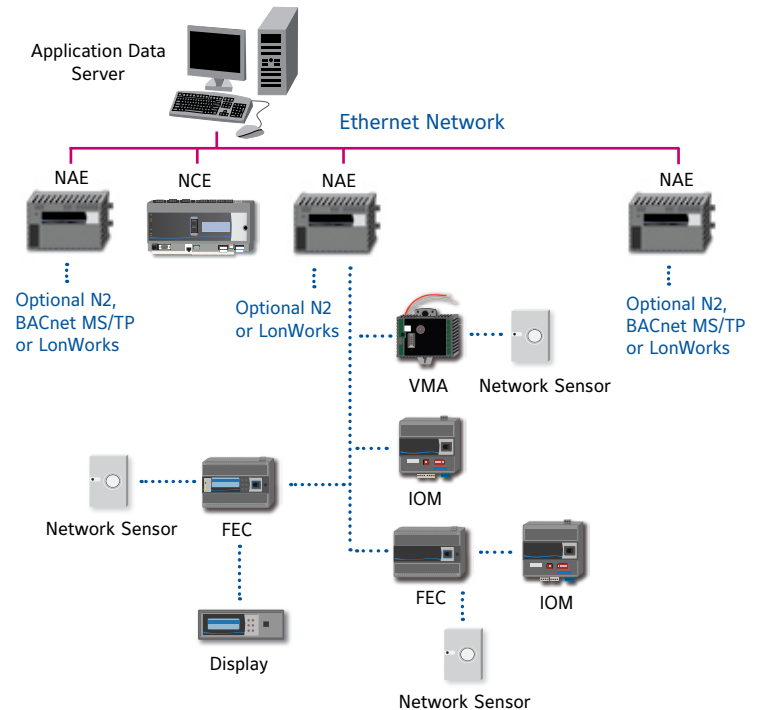 Application Data
Server
Ethernet Network
NAE
NCE
NAE
NAE
Optional N2,
BACnet MS/TP
or LonWorks
Optional N2
or LonWorks
Optional N2,
BACnet MS/TP
or LonWorks
VMA
Network Sensor
IOM
Network Sensor
FEC
FEC
IOM
Display
Network Sensor